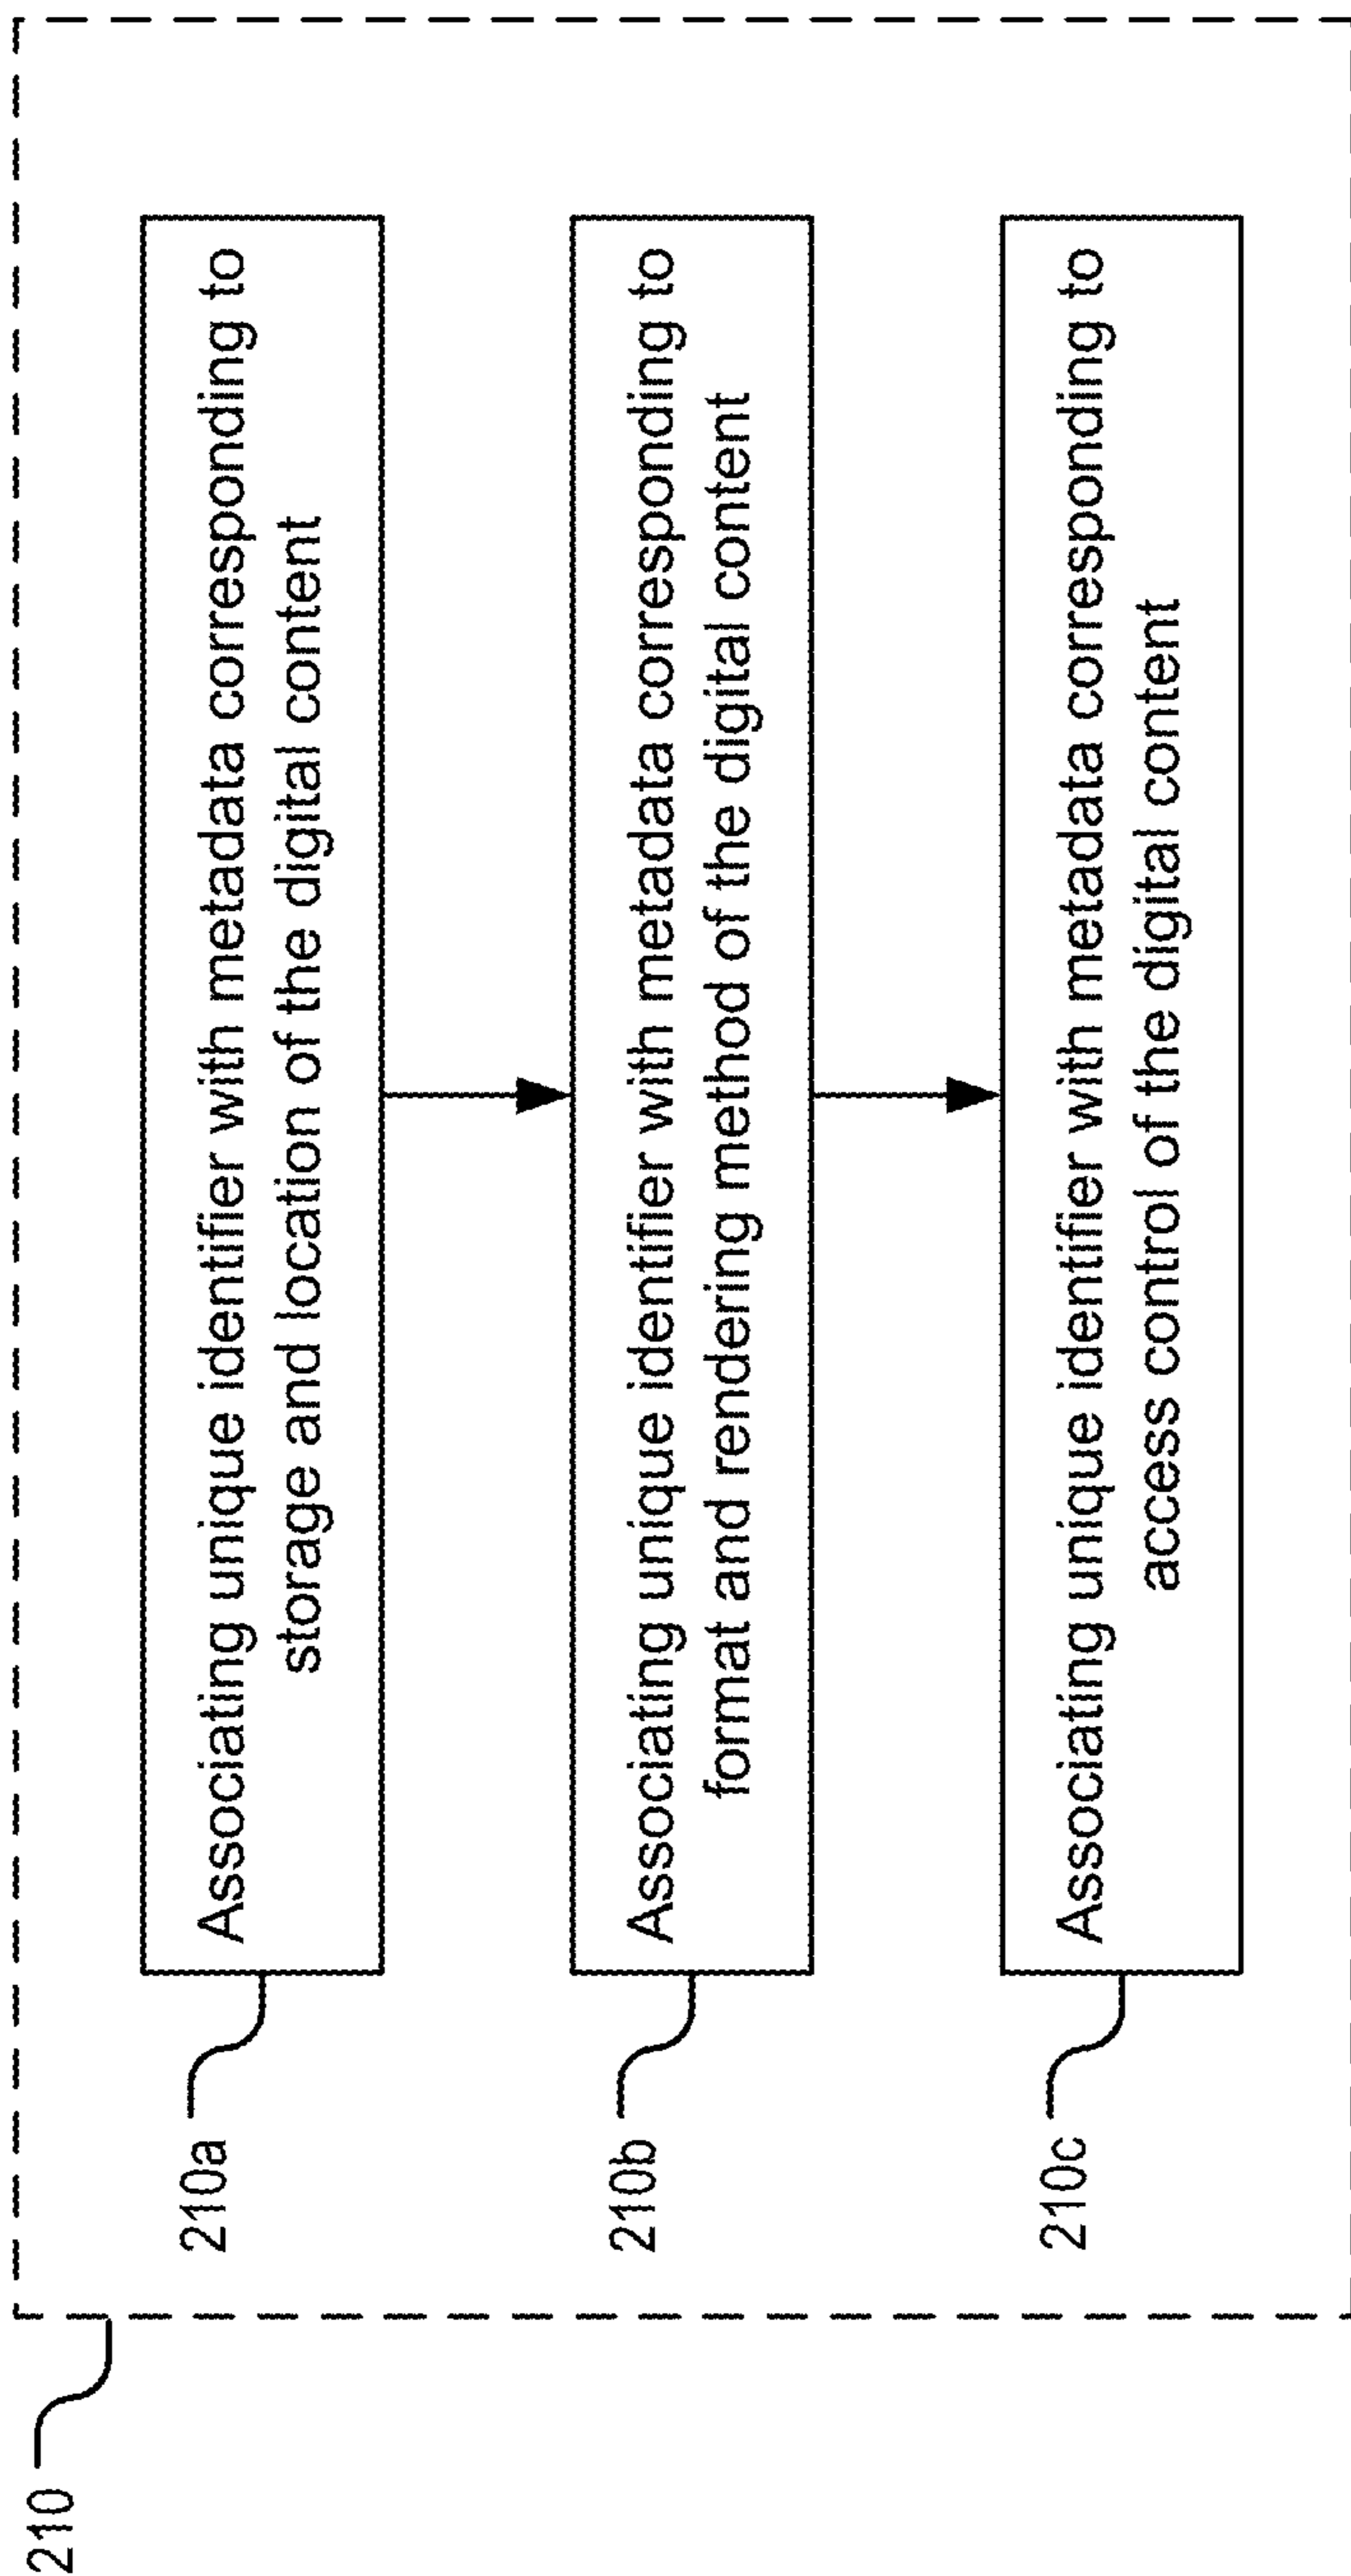 210
210a
Associating unique identifier with metadata corresponding to
storage and location of the digital content
210b
Associating unique identifier with metadata corresponding to
format and rendering method of the digital content
210c
Associating unique identifier with metadata corresponding to
access control of the digital content